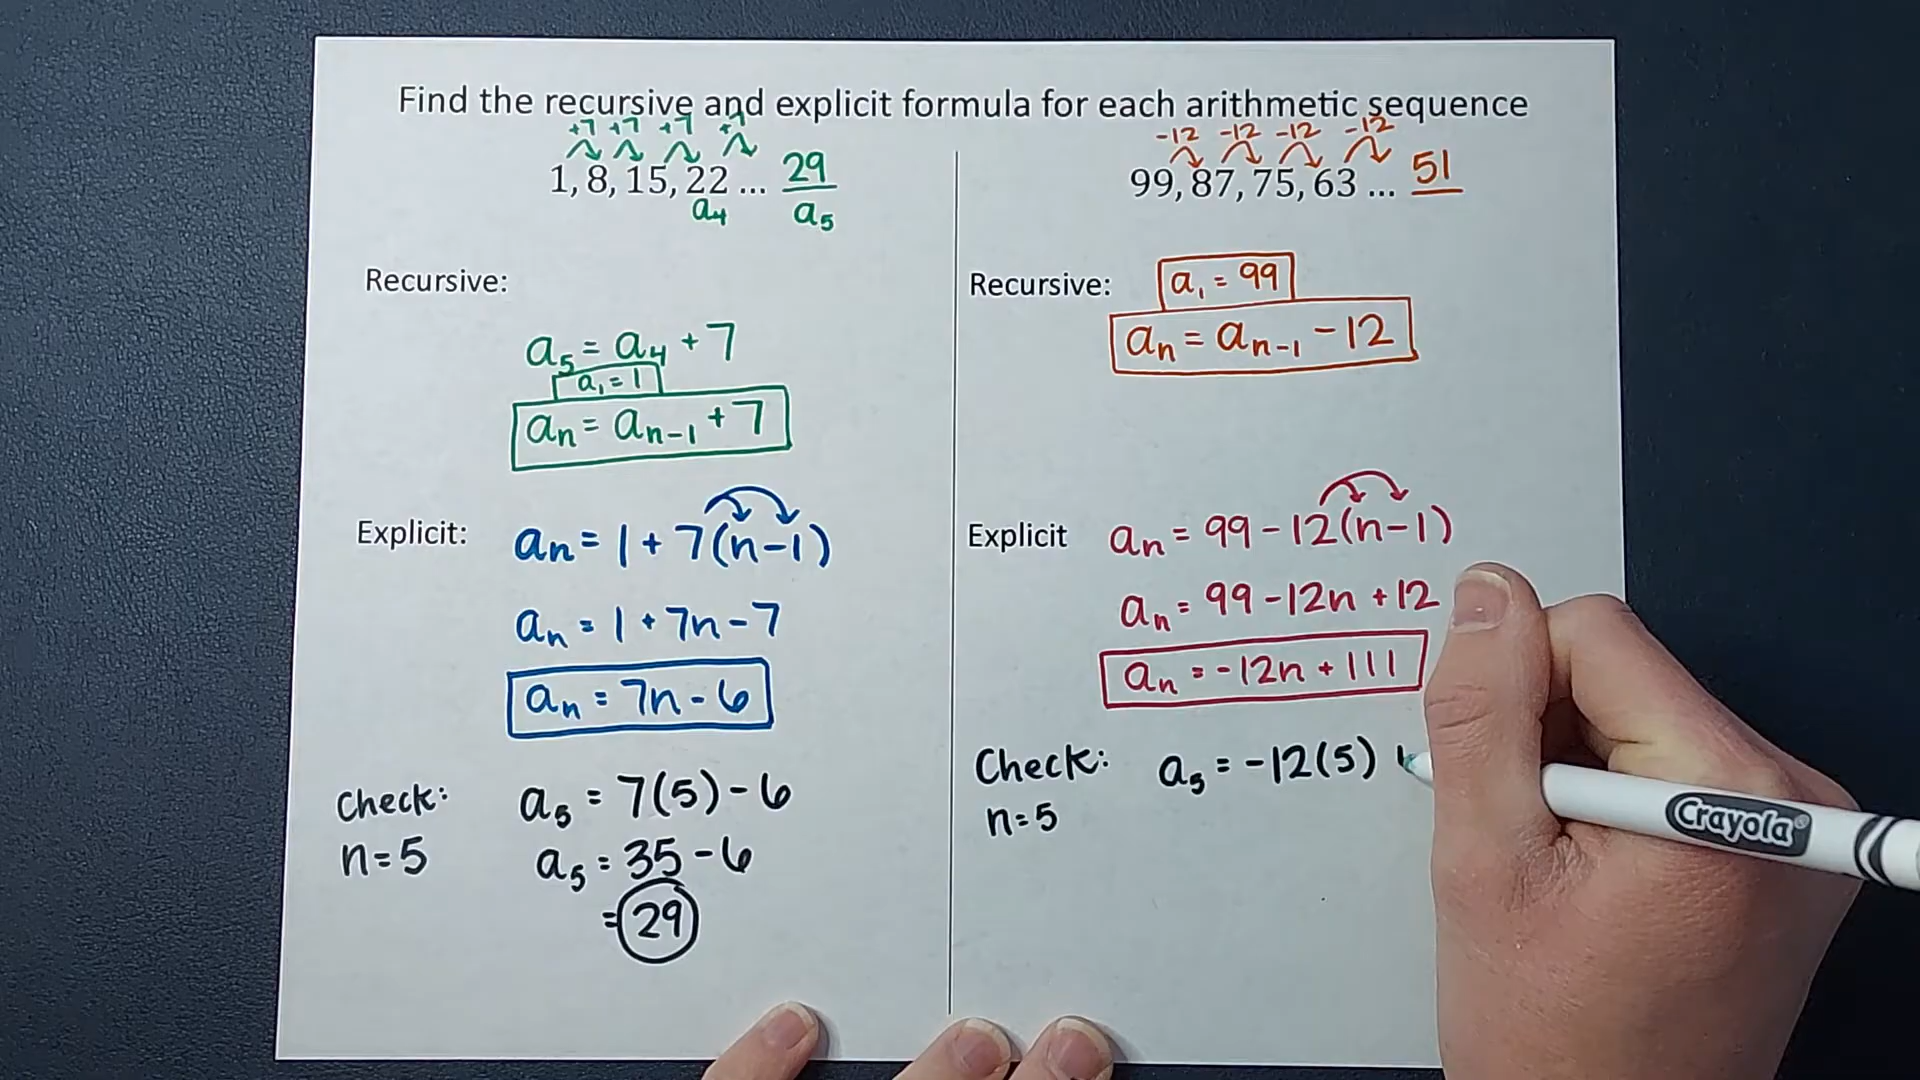 Find the recursive and explicit formula for each arithmetic sequence
+7 +7 +7 +7
1, 8, 15, 22 ... 29
a₄ a₅
Recursive:
a₅ = a₄ + 7
a₁ = 1
aₙ = aₙ₋₁ + 7
Explicit: aₙ = 1 + 7(n-1)
aₙ = 1 + 7n - 7
aₙ = 7n - 6
Check: a₅ = 7(5) - 6
n = 5 a₅ = 35 - 6
= 29
-12 -12 -12 -12
99, 87, 75, 63 ... 51
Recursive: a₁ = 99
aₙ = aₙ₋₁ - 12
Explicit aₙ = 99 - 12(n-1)
aₙ = 99 - 12n + 12
aₙ = -12n + 111
Check: a₅ = -12(5)
n = 5
Crayola